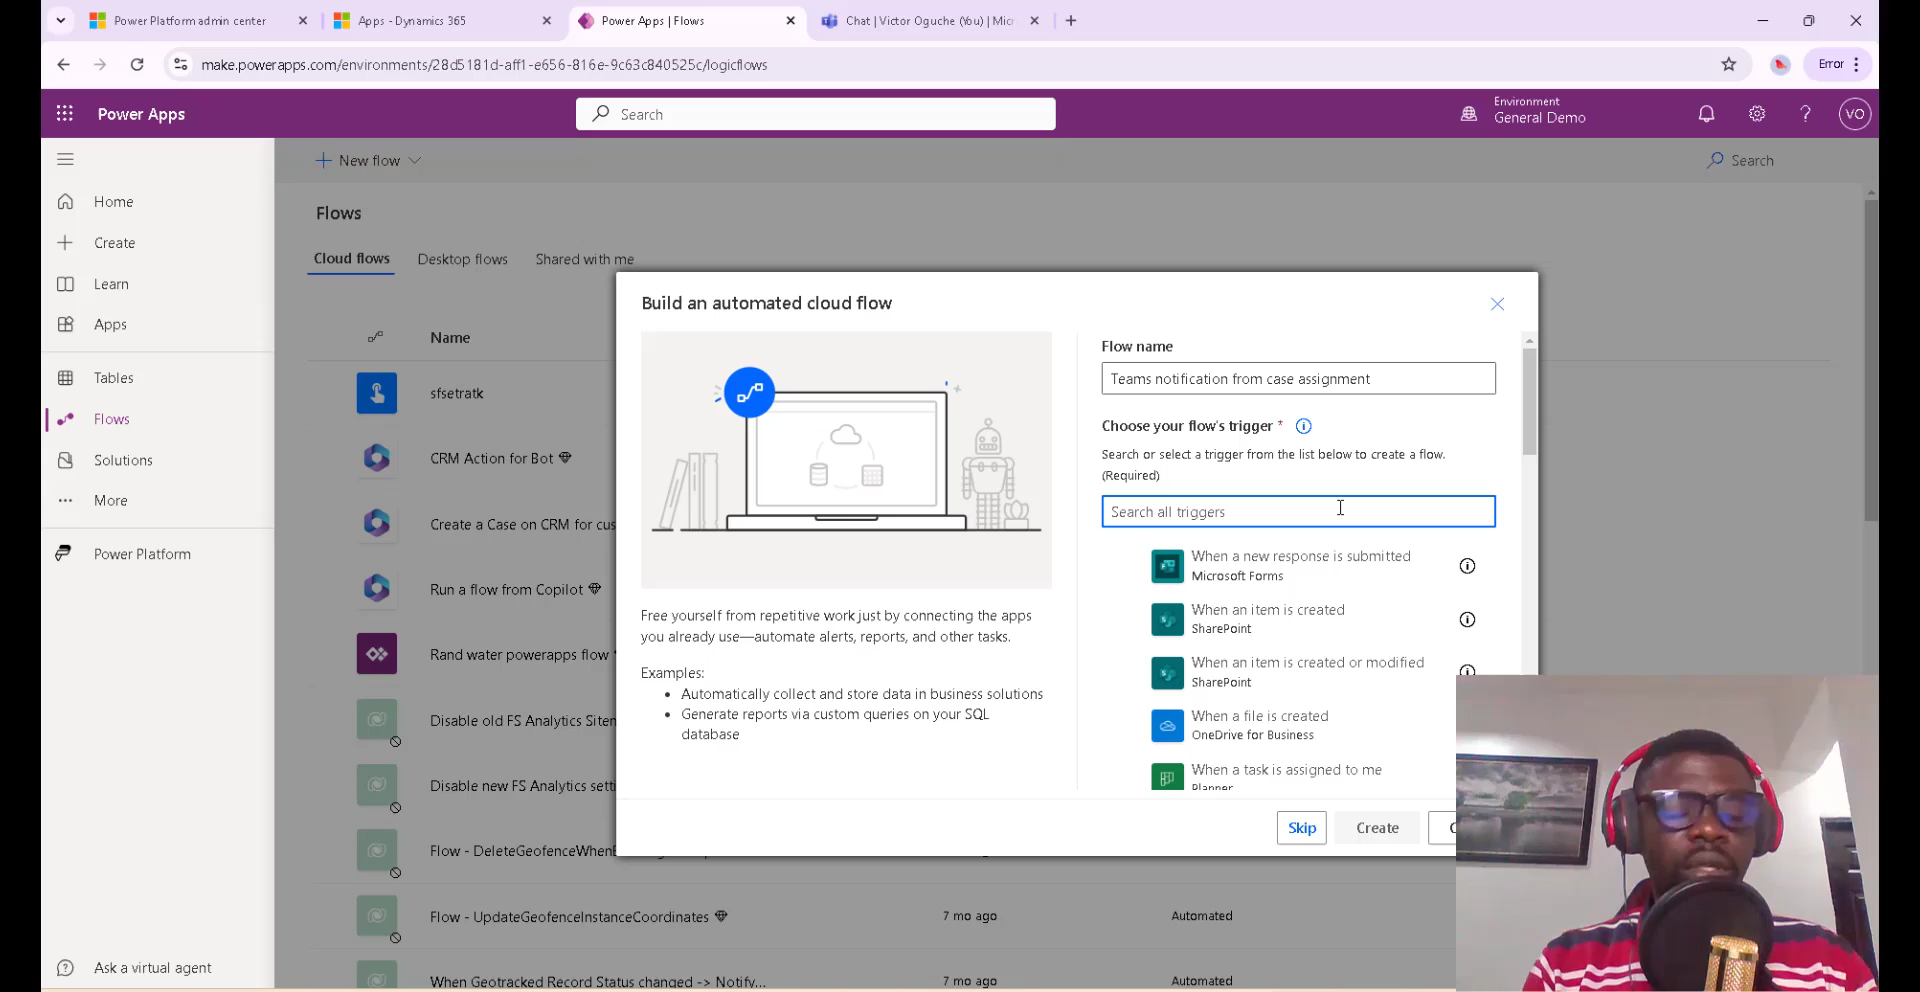 Power Platform admin center
Apps - Dynamics 365
Power Apps | Flows
Chat | Victor Oguche (You) | Micr
make.powerapps.com/environments/28d5181d-aff1-e656-816e-9c63c840525c/logicflows
Error
Power Apps
Search
Environment
General Demo
VO
New flow
Search
Home
Create
Learn
Apps
Tables
Flows
Solutions
More
Power Platform
Ask a virtual agent
Flows
Cloud flows
Desktop flows
Shared with me
Name
sfsetratk
CRM Action for Bot
Create a Case on CRM for cus
Run a flow from Copilot
Rand water powerapps flow
Disable old FS Analytics Siten
Disable new FS Analytics setti
Flow - DeleteGeofenceWhenB
Flow - UpdateGeofenceInstanceCoordinates
7 mo ago
Automated
When Geotracked Record Status changed -> Notify...
7 mo ago
Automated
Build an automated cloud flow
Free yourself from repetitive work just by connecting the apps
you already use—automate alerts, reports, and other tasks.
Examples:
• Automatically collect and store data in business solutions
• Generate reports via custom queries on your SQL
database
Flow name
Teams notification from case assignment
Choose your flow's trigger *
Search or select a trigger from the list below to create a flow.
(Required)
Search all triggers
When a new response is submitted
Microsoft Forms
When an item is created
SharePoint
When an item is created or modified
SharePoint
When a file is created
OneDrive for Business
When a task is assigned to me
Planner
Skip
Create